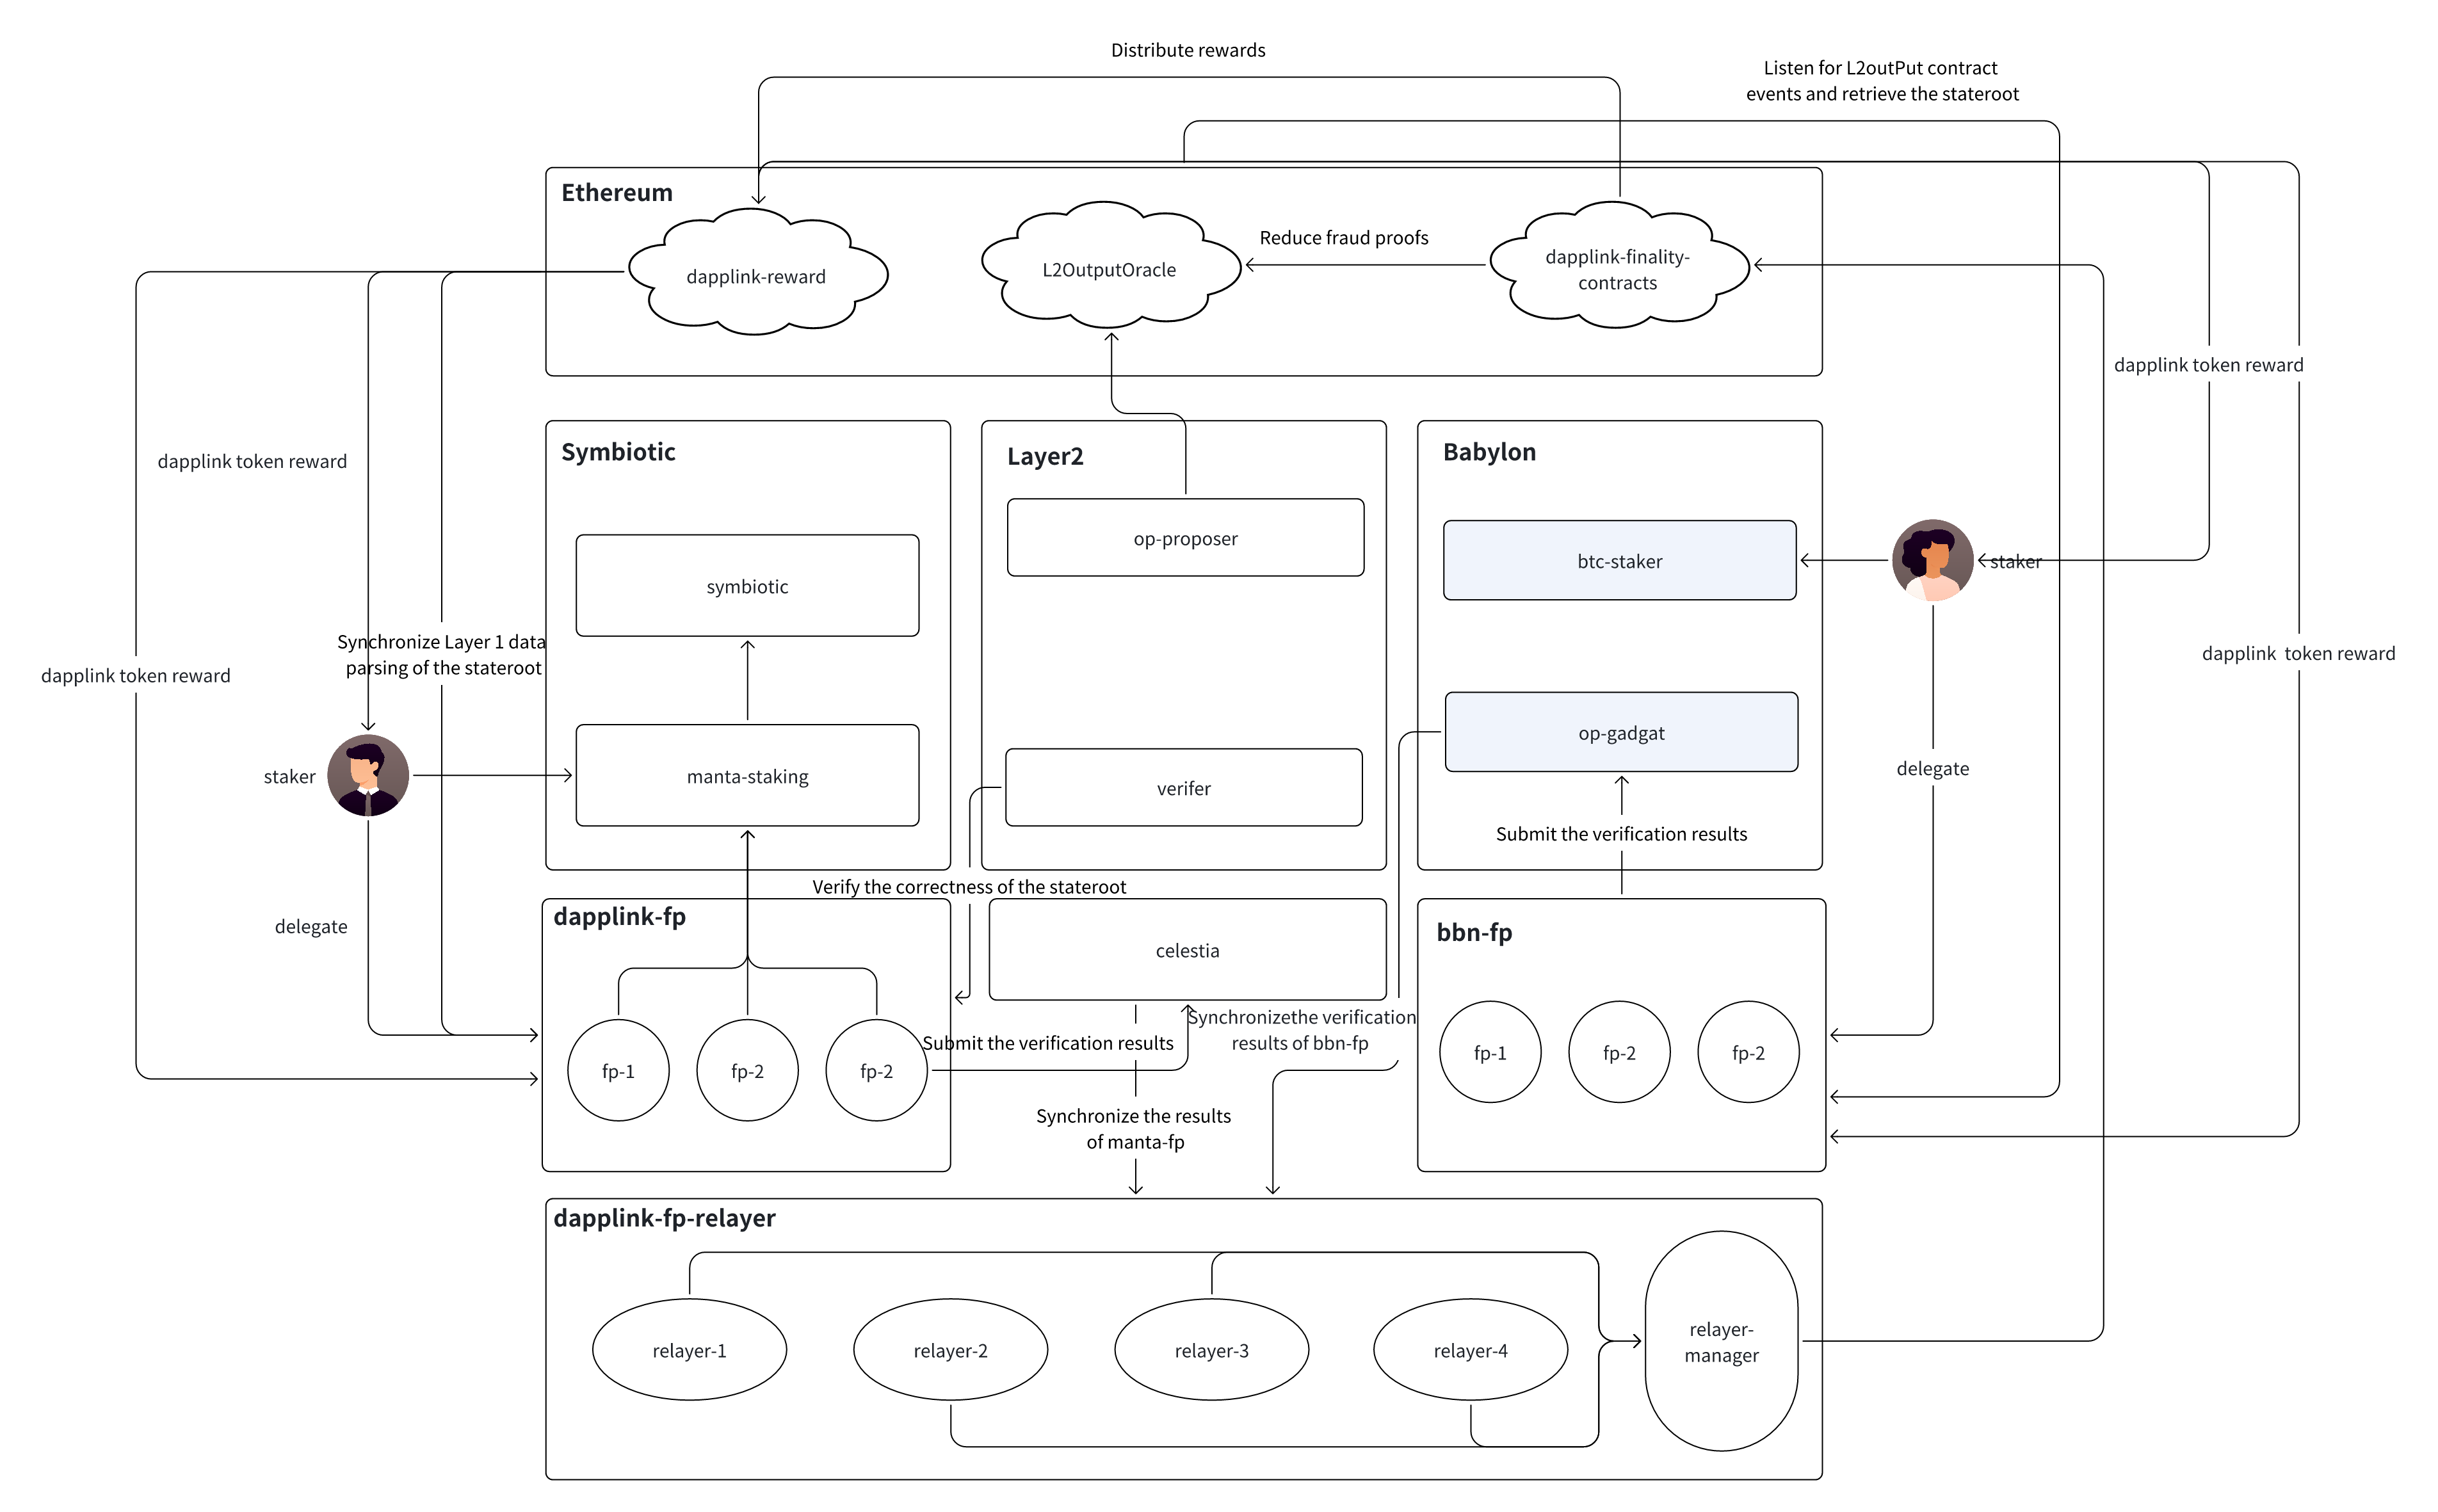 Distribute rewards
Listen for L2outPut contract
events and retrieve the stateroot
Ethereum
dapplink-reward
L2OutputOracle
Reduce fraud proofs
dapplink-finality-
contracts
dapplink token reward
dapplink token reward
Symbiotic
Layer2
Babylon
op-proposer
btc-staker
staker
symbiotic
Synchronize Layer 1 data
parsing of the stateroot
dapplink token reward
dapplink  token reward
op-gadgat
staker
manta-staking
verifer
delegate
Submit the verification results
Verify the correctness of the stateroot
dapplink-fp
delegate
celestia
bbn-fp
Synchronizethe verification
results of bbn-fp
Submit the verification results
fp-1
fp-2
fp-2
fp-1
fp-2
fp-2
Synchronize the results
of manta-fp
dapplink-fp-relayer
relayer-1
relayer-2
relayer-3
relayer-4
relayer-
manager